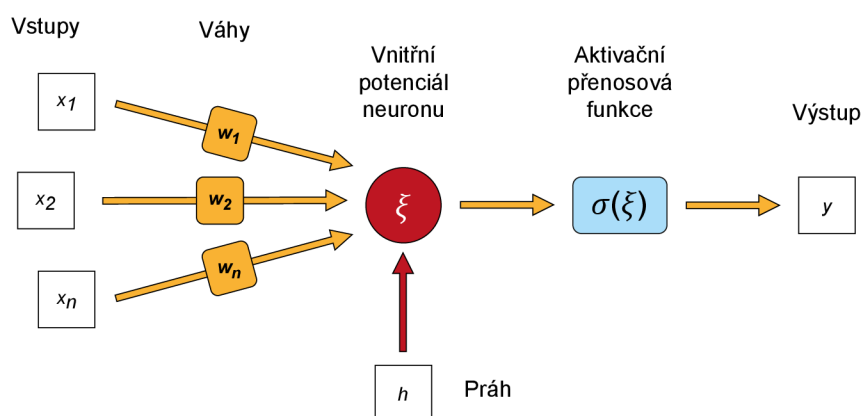 Vstupy
Váhy
Vnitřní
potenciál
neuronu
Aktivační
přenosová
funkce
Výstup
x1
x2
xn
w1
w2
wn
ξ
σ(ξ)
y
h
Práh